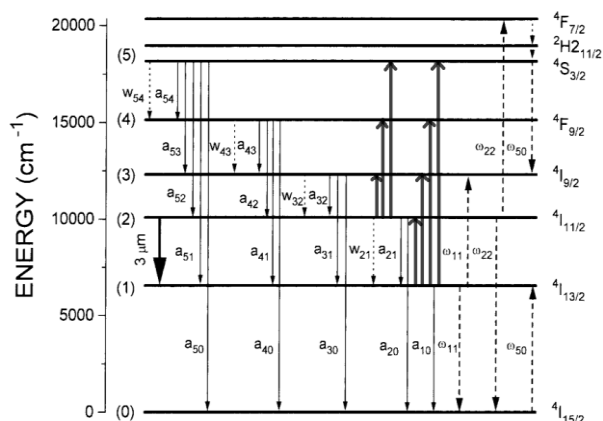 ENERGY (cm⁻¹)
20000
15000
10000
5000
0
(5)
(4)
(3)
(2)
(1)
(0)
⁴F₇/₂
²H2₁₁/₂
⁴S₃/₂
⁴F₉/₂
⁴I₉/₂
⁴I₁₁/₂
⁴I₁₃/₂
⁴I₁₅/₂
w₅₄ a₅₄
a₅₃ w₄₃ a₄₃
ω₂₂ ω₅₀
a₅₂ a₄₂ w₃₂ a₃₂
3 μm a₅₁ a₄₁ a₃₁ w₂₁ a₂₁ ω₁₁ ω₂₂
a₅₀ a₄₀ a₃₀ a₂₀ a₁₀ ω₁₁ ω₅₀